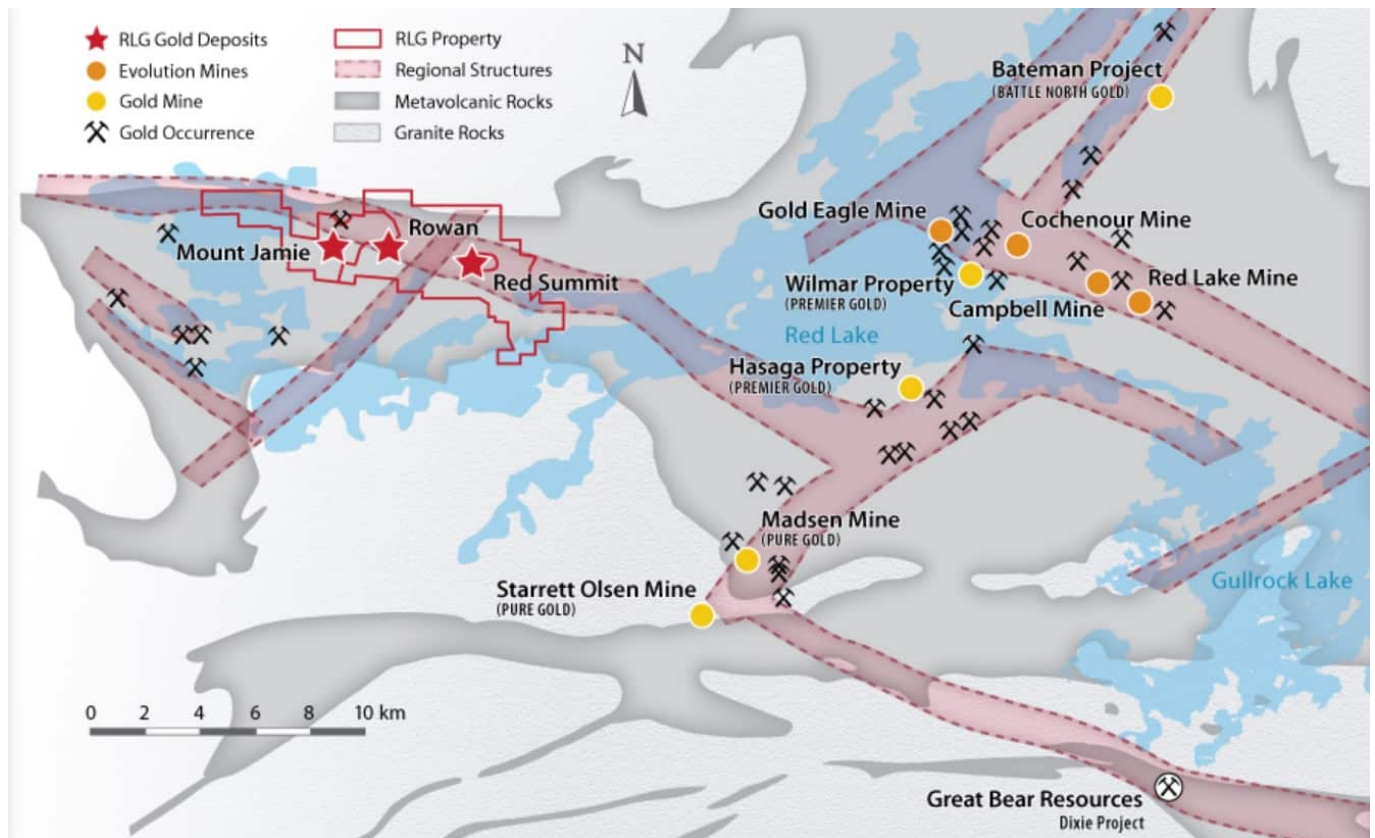 RLG Gold Deposits
Evolution Mines
Gold Mine
Gold Occurrence
RLG Property
Regional Structures
Metavolcanic Rocks
Granite Rocks
N
Bateman Project
(BATTLE NORTH GOLD)
Gold Eagle Mine
Cochenour Mine
Rowan
Mount Jamie
Red Summit
Wilmar Property
(PREMIER GOLD)
Red Lake Mine
Campbell Mine
Red Lake
Hasaga Property
(PREMIER GOLD)
Madsen Mine
(PURE GOLD)
Starrett Olsen Mine
(PURE GOLD)
Gullrock Lake
0 2 4 6 8 10 km
Great Bear Resources
Dixie Project